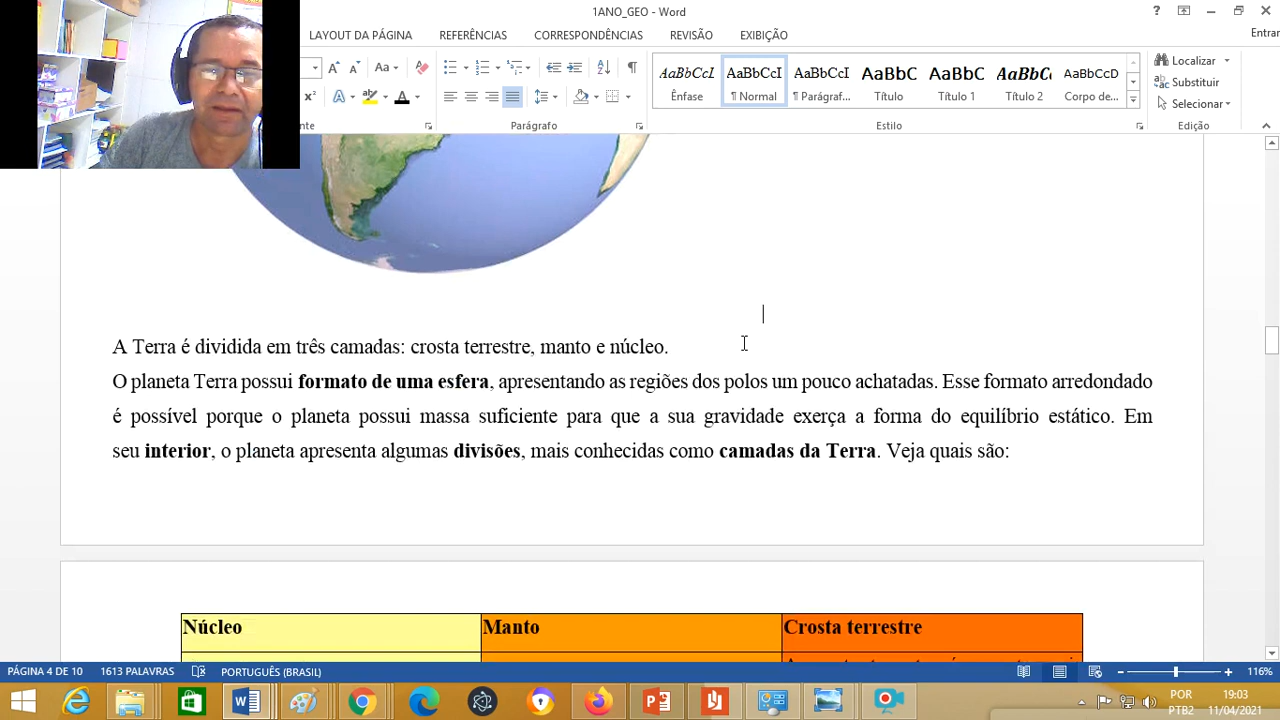 1ANO_GEO - Word
?
LAYOUT DA PÁGINA REFERÊNCIAS CORRESPONDÊNCIAS REVISÃO EXIBIÇÃO Entrar
Aa
AaBbCcI AaBbCcI AaBbCcI AaBbC AaBbC AaBbCc AaBbCcD
Ênfase ¶ Normal ¶ Parágraf... Título Título 1 Título 2 Corpo de...
Localizar
Substituir
Selecionar
nte Parágrafo Estilo Edição
A Terra é dividida em três camadas: crosta terrestre, manto e núcleo.
O planeta Terra possui formato de uma esfera, apresentando as regiões dos polos um pouco achatadas. Esse formato arredondado
é possível porque o planeta possui massa suficiente para que a sua gravidade exerça a forma do equilíbrio estático. Em
seu interior, o planeta apresenta algumas divisões, mais conhecidas como camadas da Terra. Veja quais são:
Núcleo Manto Crosta terrestre
PÁGINA 4 DE 10 1613 PALAVRAS PORTUGUÊS (BRASIL) 116%
POR 19:03
PTB2 11/04/2021